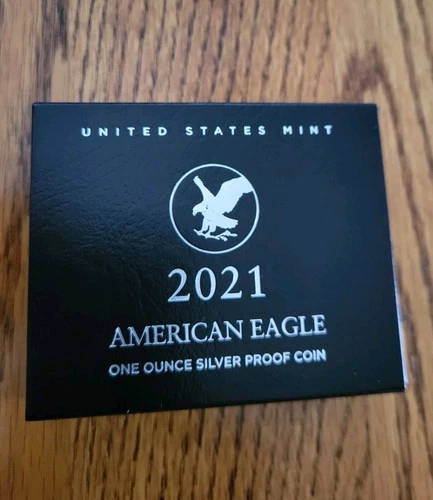 UNITED STATES MINT
2021
AMERICAN EAGLE
ONE OUNCE SILVER PROOF COIN